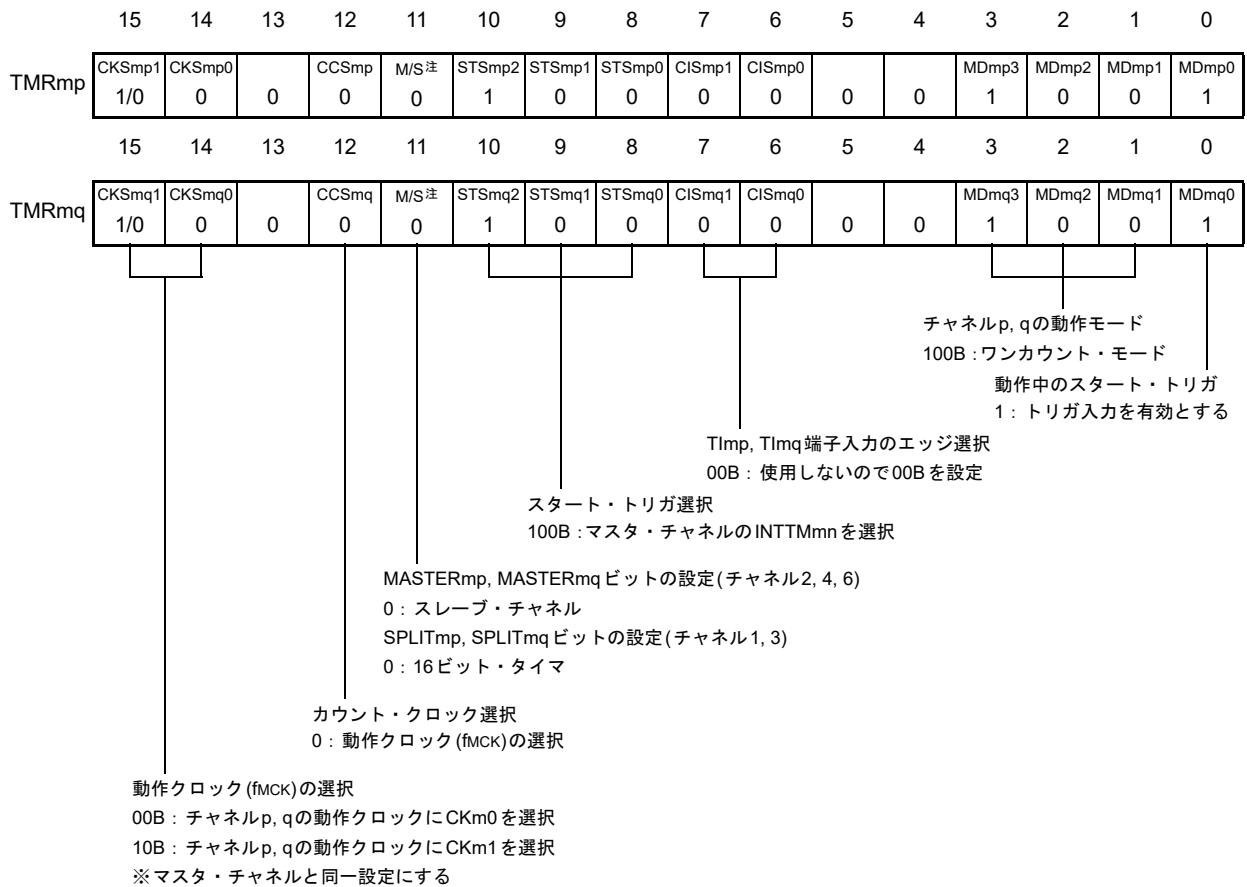 15 14 13 12 11 10 9 8 7 6 5 4 3 2 1 0
TMRmp
CKSmp1 CKSmp0 CCSmp M/S注 STSmp2 STSmp1 STSmp0 CISmp1 CISmp0 MDmp3 MDmp2 MDmp1 MDmp0
1/0 0 0 0 0 1 0 0 0 0 0 0 1 0 0 1
15 14 13 12 11 10 9 8 7 6 5 4 3 2 1 0
TMRmq
CKSmq1 CKSmq0 CCSmq M/S注 STSmq2 STSmq1 STSmq0 CISmq1 CISmq0 MDmq3 MDmq2 MDmq1 MDmq0
1/0 0 0 0 0 1 0 0 0 0 0 0 1 0 0 1
チャネルp, qの動作モード
100B：ワンカウント・モード
動作中のスタート・トリガ
1：トリガ入力を有効とする
TImp, TImq端子入力のエッジ選択
00B：使用しないので00Bを設定
スタート・トリガ選択
100B：マスタ・チャネルのINTTMmnを選択
MASTERmp, MASTERmqビットの設定(チャネル2, 4, 6)
0：スレーブ・チャネル
SPLITmp, SPLITmqビットの設定(チャネル1, 3)
0：16ビット・タイマ
カウント・クロック選択
0：動作クロック(fMCK)の選択
動作クロック(fMCK)の選択
00B：チャネルp, qの動作クロックにCKm0を選択
10B：チャネルp, qの動作クロックにCKm1を選択
※マスタ・チャネルと同一設定にする